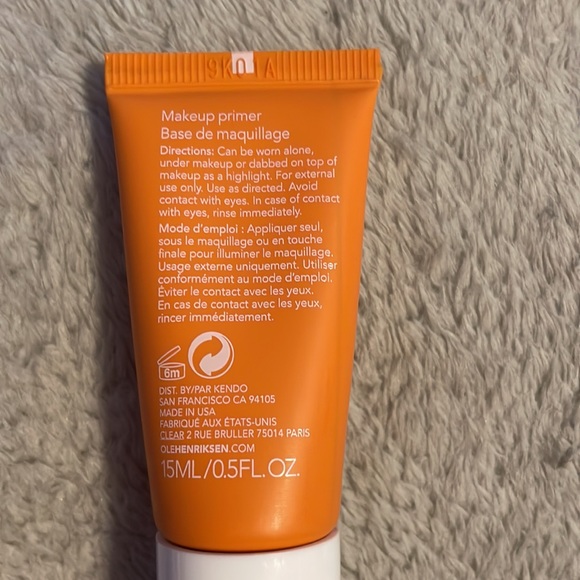 Makeup primer
Base de maquillage
Directions: Can be worn alone,
under makeup or dabbed on top of
makeup as a highlight. For external
use only. Use as directed. Avoid
contact with eyes. In case of contact
with eyes, rinse immediately.
Mode d'emploi : Appliquer seul,
sous le maquillage ou en touche
finale pour illuminer le maquillage.
Usage externe uniquement. Utiliser
conformément au mode d'emploi.
Éviter le contact avec les yeux.
En cas de contact avec les yeux,
rincer immédiatement.
6m
DIST. BY/PAR KENDO
SAN FRANCISCO CA 94105
MADE IN USA
FABRIQUÉ AUX ÉTATS-UNIS
CLEAR 2 RUE BRULLER 75014 PARIS
OLEHENRIKSEN.COM
15ML/0.5FL.OZ.